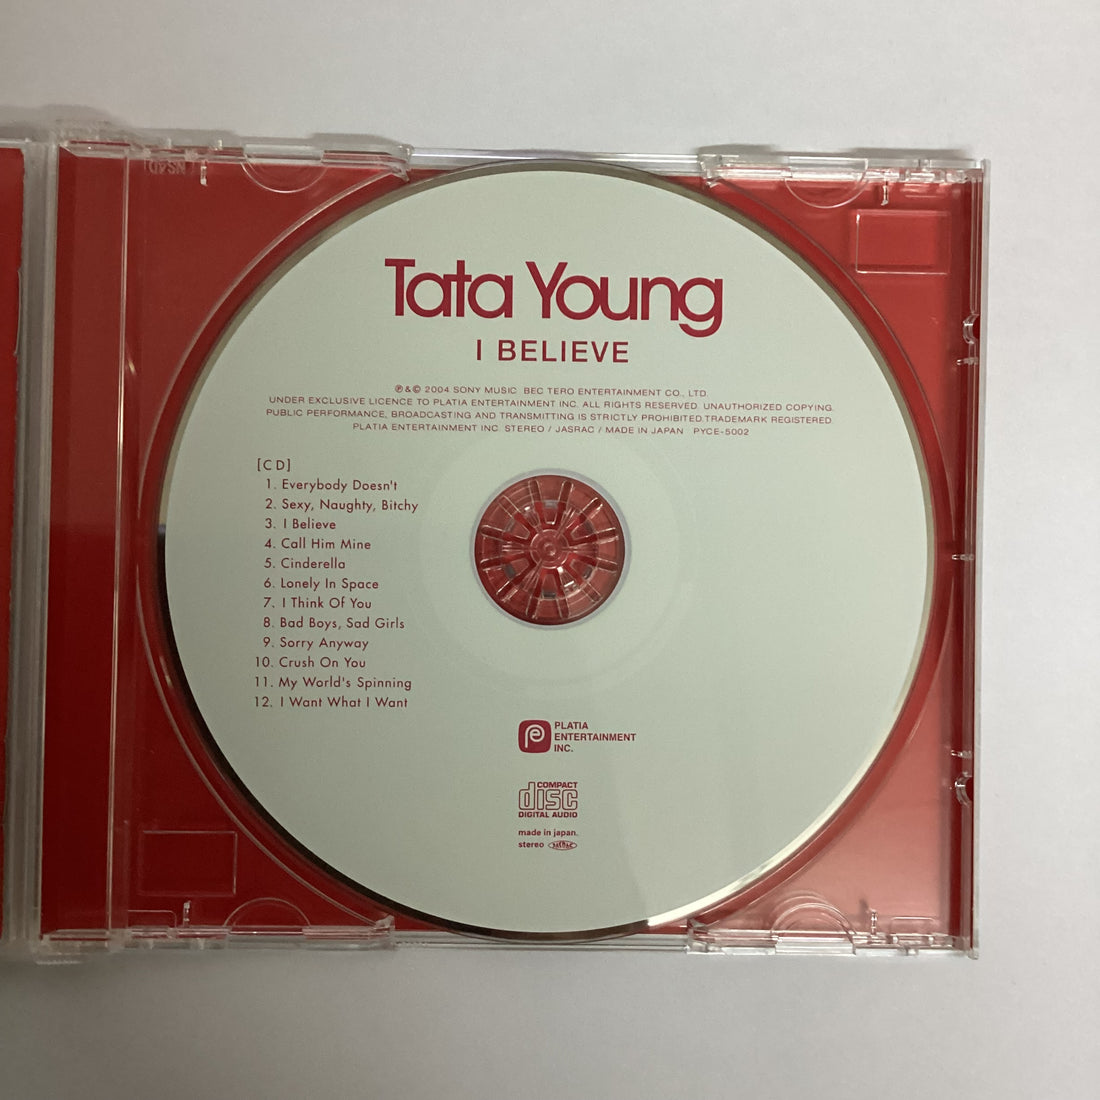 Tata Young
I BELIEVE
℗&© 2004 SONY MUSIC BEC TERO ENTERTAINMENT CO., LTD.
UNDER EXCLUSIVE LICENCE TO PLATIA ENTERTAINMENT INC. ALL RIGHTS RESERVED. UNAUTHORIZED COPYING.
PUBLIC PERFORMANCE, BROADCASTING AND TRANSMITTING IS STRICTLY PROHIBITED.TRADEMARK REGISTERED.
PLATIA ENTERTAINMENT INC. STEREO / JASRAC / MADE IN JAPAN PYCE-5002
[CD]
1. Everybody Doesn't
2. Sexy, Naughty, Bitchy
3. I Believe
4. Call Him Mine
5. Cinderella
6. Lonely In Space
7. I Think Of You
8. Bad Boys, Sad Girls
9. Sorry Anyway
10. Crush On You
11. My World's Spinning
12. I Want What I Want
PLATIA
ENTERTAINMENT
INC.
COMPACT
disc
DIGITAL AUDIO
made in japan.
stereo JASRAC